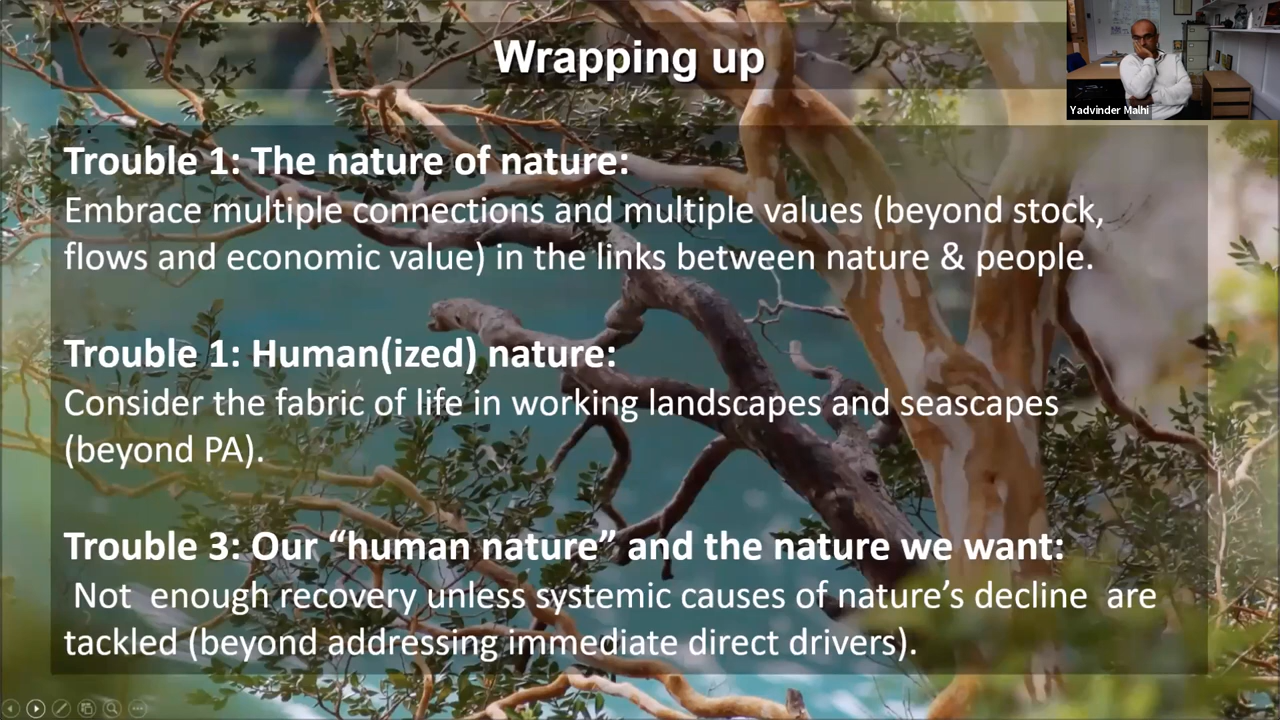 Wrapping up
Yadvinder Malhi
Trouble 1: The nature of nature:
Embrace multiple connections and multiple values (beyond stock,
flows and economic value) in the links between nature & people.
Trouble 1: Human(ized) nature:
Consider the fabric of life in working landscapes and seascapes
(beyond PA).
Trouble 3: Our “human nature” and the nature we want:
Not  enough recovery unless systemic causes of nature’s decline  are
tackled (beyond addressing immediate direct drivers).